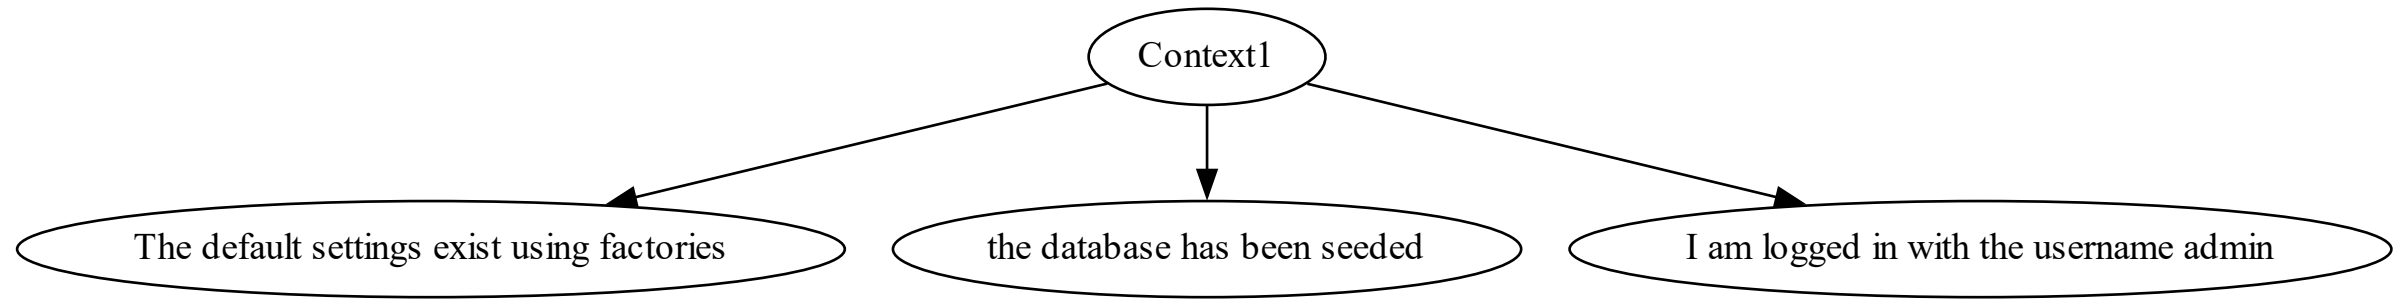 Context1
The default settings exist using factories
the database has been seeded
I am logged in with the username admin